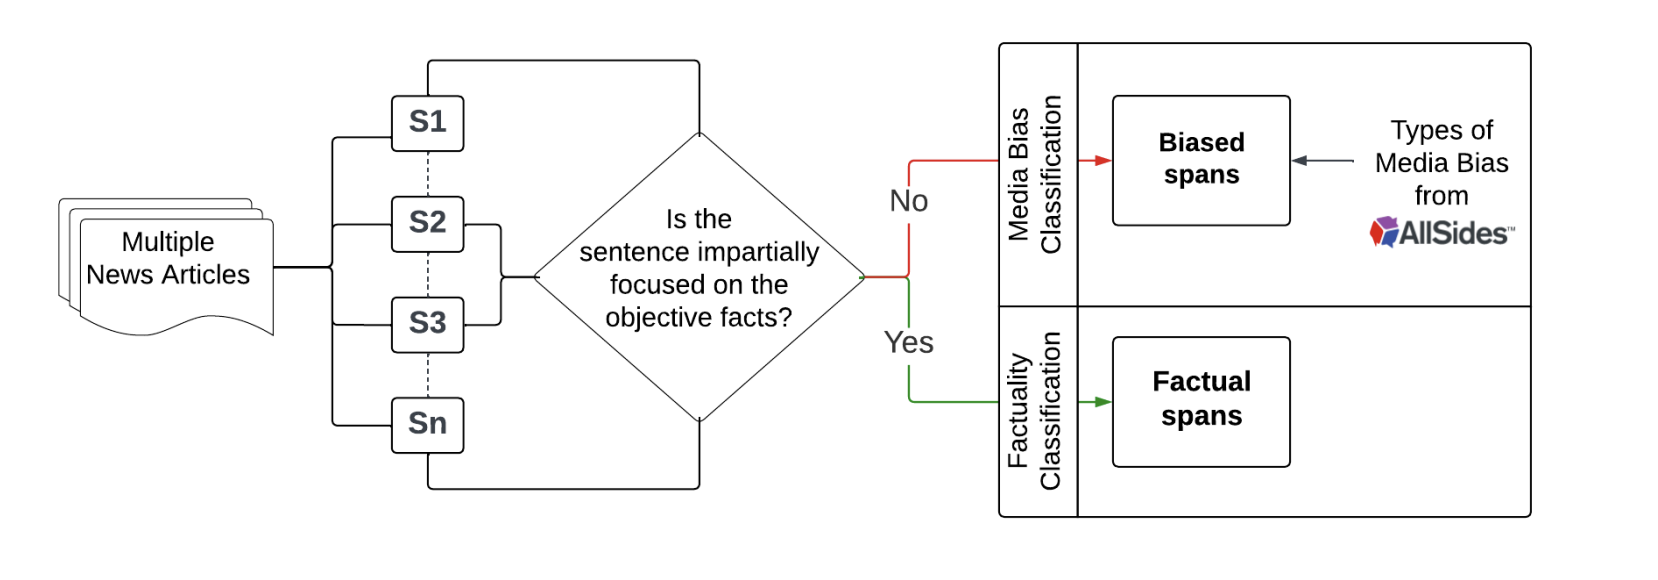 Multiple
News Articles
S1
S2
S3
Sn
Is the
sentence impartially
focused on the
objective facts?
No
Yes
Media Bias
Classification
Biased
spans
Types of
Media Bias
from
AllSides™
Factuality
Classification
Factual
spans